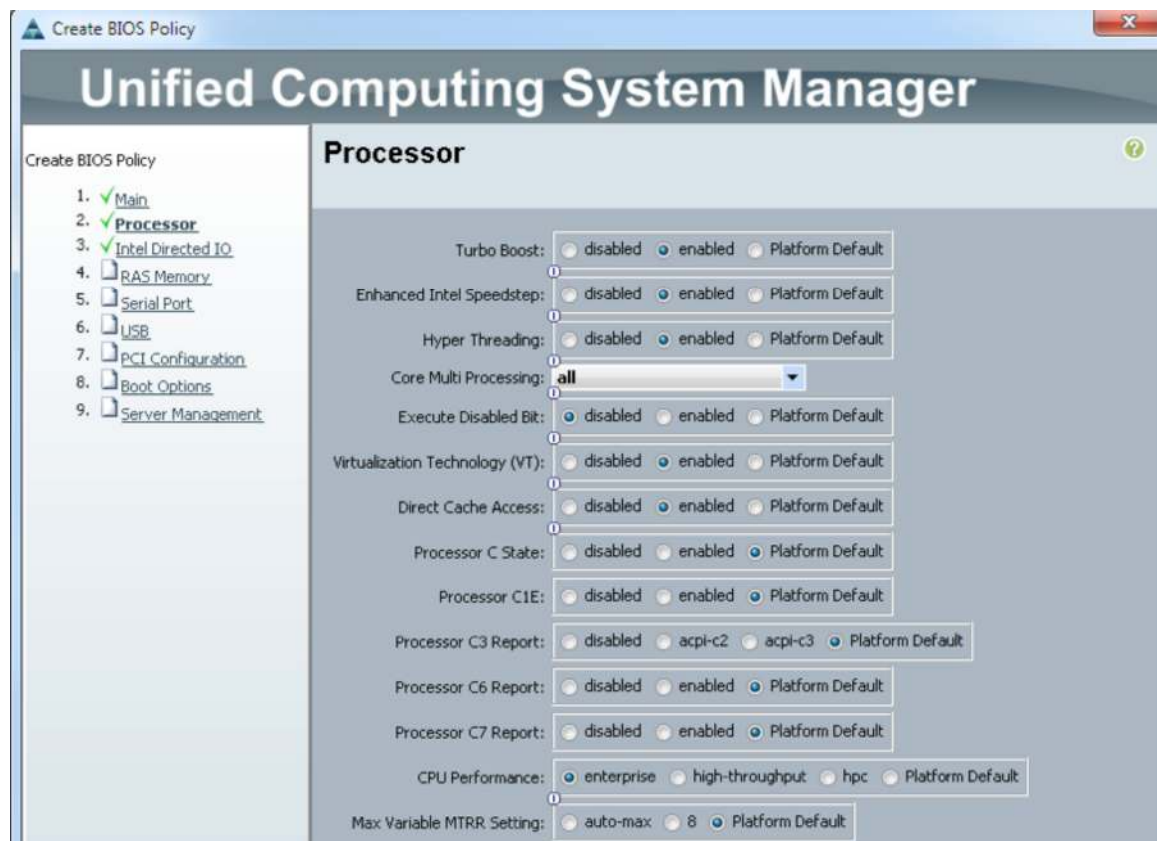 Create BIOS Policy
Unified Computing System Manager
Create BIOS Policy
1. Main
2. Processor
3. Intel Directed IO
4. RAS Memory
5. Serial Port
6. USB
7. PCI Configuration
8. Boot Options
9. Server Management
Processor
Turbo Boost: disabled enabled Platform Default
Enhanced Intel Speedstep: disabled enabled Platform Default
Hyper Threading: disabled enabled Platform Default
Core Multi Processing: all
Execute Disabled Bit: disabled enabled Platform Default
Virtualization Technology (VT): disabled enabled Platform Default
Direct Cache Access: disabled enabled Platform Default
Processor C State: disabled enabled Platform Default
Processor C1E: disabled enabled Platform Default
Processor C3 Report: disabled acpi-c2 acpi-c3 Platform Default
Processor C6 Report: disabled enabled Platform Default
Processor C7 Report: disabled enabled Platform Default
CPU Performance: enterprise high-throughput hpc Platform Default
Max Variable MTRR Setting: auto-max 8 Platform Default